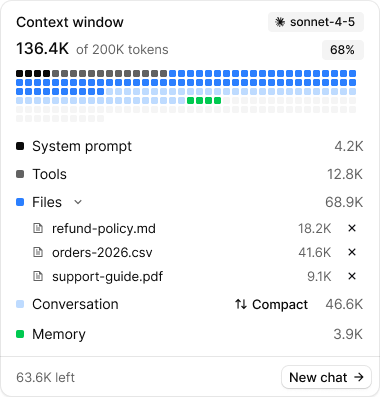 Context window sonnet-4-5
136.4K of 200K tokens 68%
System prompt 4.2K
Tools 12.8K
Files 68.9K
refund-policy.md 18.2K
orders-2026.csv 41.6K
support-guide.pdf 9.1K
Conversation Compact 46.6K
Memory 3.9K
63.6K left New chat